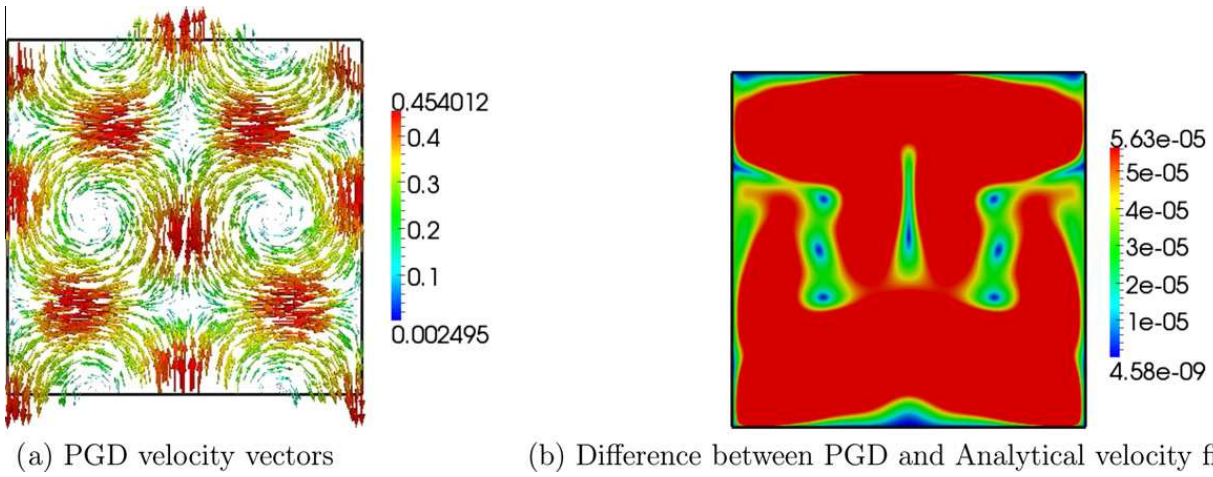 0.454012
0.4
0.3
0.2
0.1
0.002495
5.63e-05
5e-05
4e-05
3e-05
2e-05
1e-05
4.58e-09
(a) PGD velocity vectors
(b) Difference between PGD and Analytical velocity fi